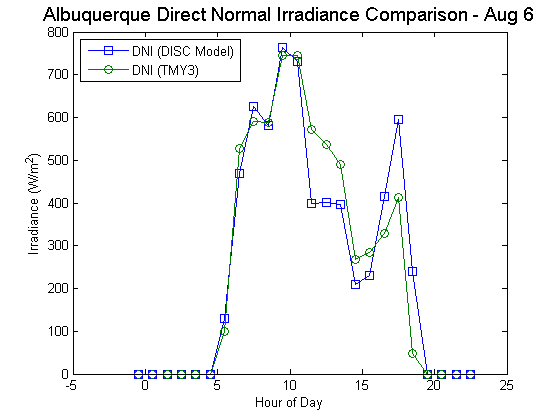 Albuquerque Direct Normal Irradiance Comparison - Aug 6
800
700
600
500
400
300
200
100
0
Irradiance (W/m²)
DNI (DISC Model)
DNI (TMY3)
-5 0 5 10 15 20 25
Hour of Day